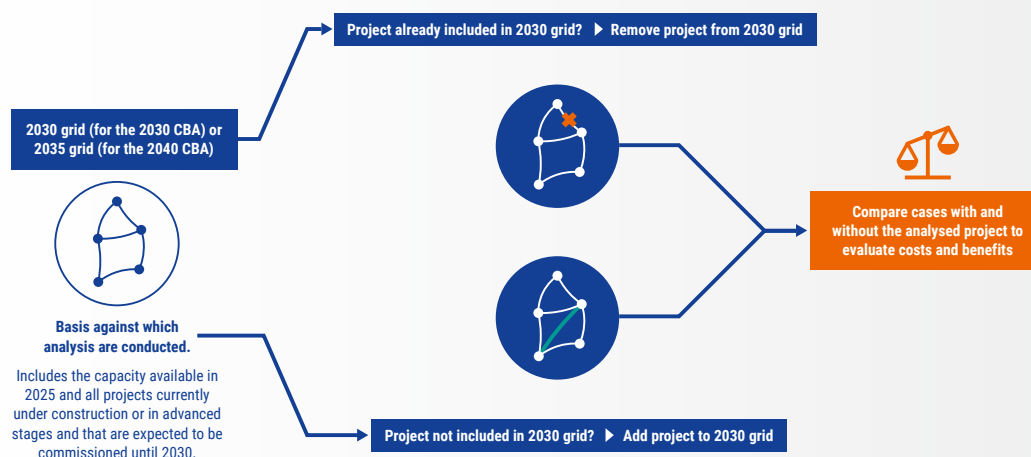 Project already included in 2030 grid? ▶ Remove project from 2030 grid
2030 grid (for the 2030 CBA) or
2035 grid (for the 2040 CBA)
Compare cases with and
without the analysed project to
evaluate costs and benefits
Basis against which
analysis are conducted.
Includes the capacity available in
2025 and all projects currently
under construction or in advanced
stages and that are expected to be
commissioned until 2030.
Project not included in 2030 grid? ▶ Add project to 2030 grid